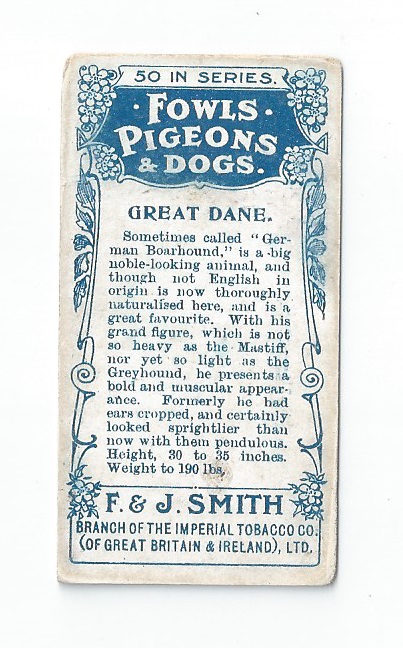 50 IN SERIES.
· FOWLS ·
PIGEONS
& DOGS.
GREAT DANE.
Sometimes called "Ger-
man Boarhound," is a big
noble-looking animal, and
though not English in
origin is now thoroughly
naturalised here, and is a
great favourite. With his
grand figure, which is not
so heavy as the Mastiff,
nor yet so light as the
Greyhound, he presents a
bold and muscular appear-
ance. Formerly he had
ears cropped, and certainly
looked sprightlier than
now with them pendulous.
Height, 30 to 35 inches.
Weight to 190 lbs.
F. & J. SMITH
BRANCH OF THE IMPERIAL TOBACCO CO.
(OF GREAT BRITAIN & IRELAND), LTD.